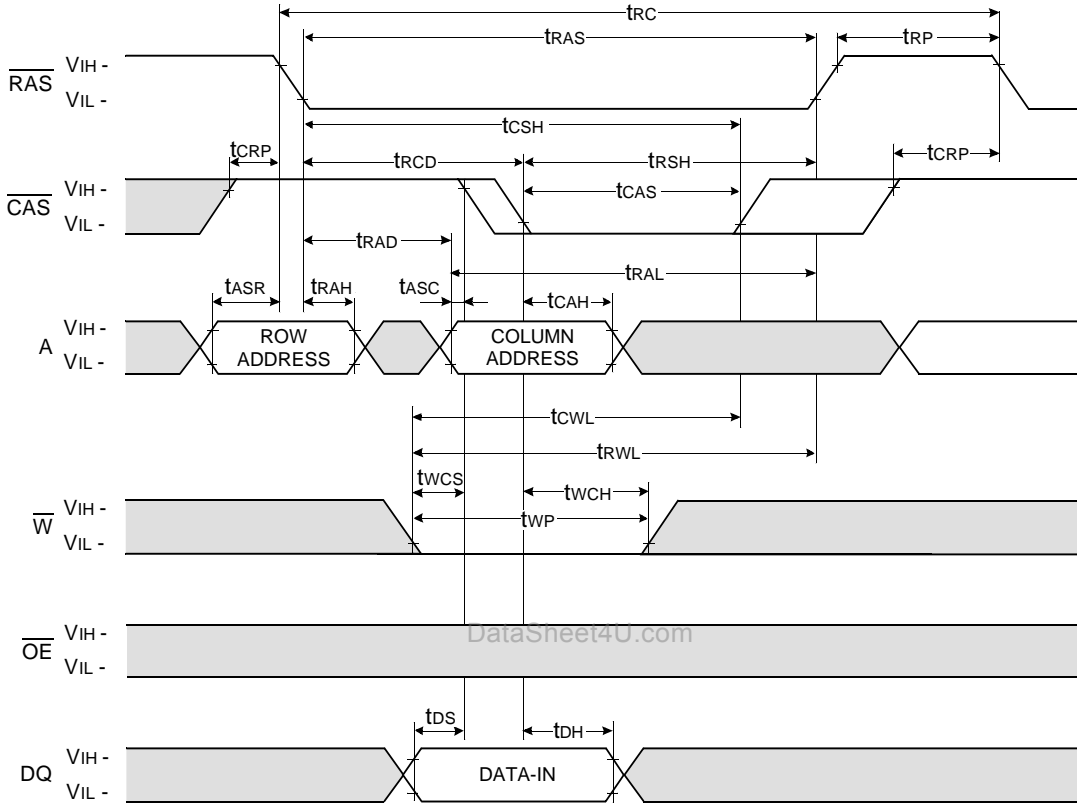 tRC
tRAS
tRP
RAS
VIH -
VIL -
tCSH
tCRP
tRCD
tRSH
tCRP
CAS
VIH -
VIL -
tCAS
tRAD
tRAL
tASR
tRAH
tASC
tCAH
A
VIH -
VIL -
ROW
ADDRESS
COLUMN
ADDRESS
tCWL
tRWL
tWCS
tWCH
tWP
W
VIH -
VIL -
OE
VIH -
VIL -
DataSheet4U.com
tDS
tDH
DQ
VIH -
VIL -
DATA-IN